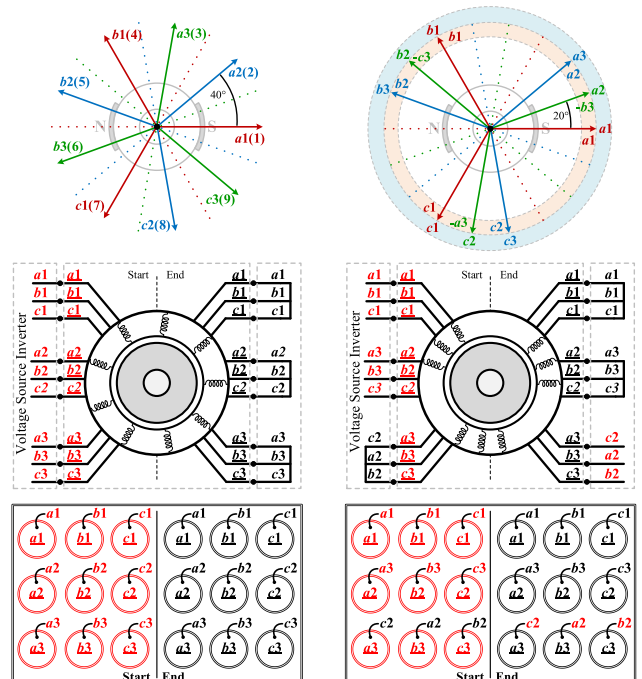 b1(4)
a3(3)
b2(5)
a2(2)
40°
N
S
a1(1)
b3(6)
c1(7)
c2(8)
c3(9)
b1
b1
b2
-c3
a3
a2
b3
b2
a2
-b3
20°
N
S
a1
a1
c1
c1
-a3
c2
c2
c3
Voltage Source Inverter
Start
End
a1 a1 a1 a1
b1 b1 b1 b1
c1 c1 c1 c1
a2 a2 a2 a2
b2 b2 b2 b2
c2 c2 c2 c2
a3 a3 a3 a3
b3 b3 b3 b3
c3 c3 c3 c3
Voltage Source Inverter
Start
End
a1 a1 a1 a1
b1 b1 b1 b1
c1 c1 c1 c1
a3 a2 a2 a3
b3 b2 b2 b3
c3 c2 c2 c3
c2 a3 a3 c2
a2 b3 b3 a2
b2 c3 c3 b2
a1 b1 c1 a1 b1 c1
a1 b1 c1 a1 b1 c1
a2 b2 c2 a2 b2 c2
a2 b2 c2 a2 b2 c2
a3 b3 c3 a3 b3 c3
a3 b3 c3 a3 b3 c3
Start End
a1 b1 c1 a1 b1 c1
a1 b1 c1 a1 b1 c1
a3 b3 c3 a3 b3 c3
a2 b2 c2 a2 b2 c2
c2 a2 b2 c2 a2 b2
a3 b3 c3 a3 b3 c3
Start End